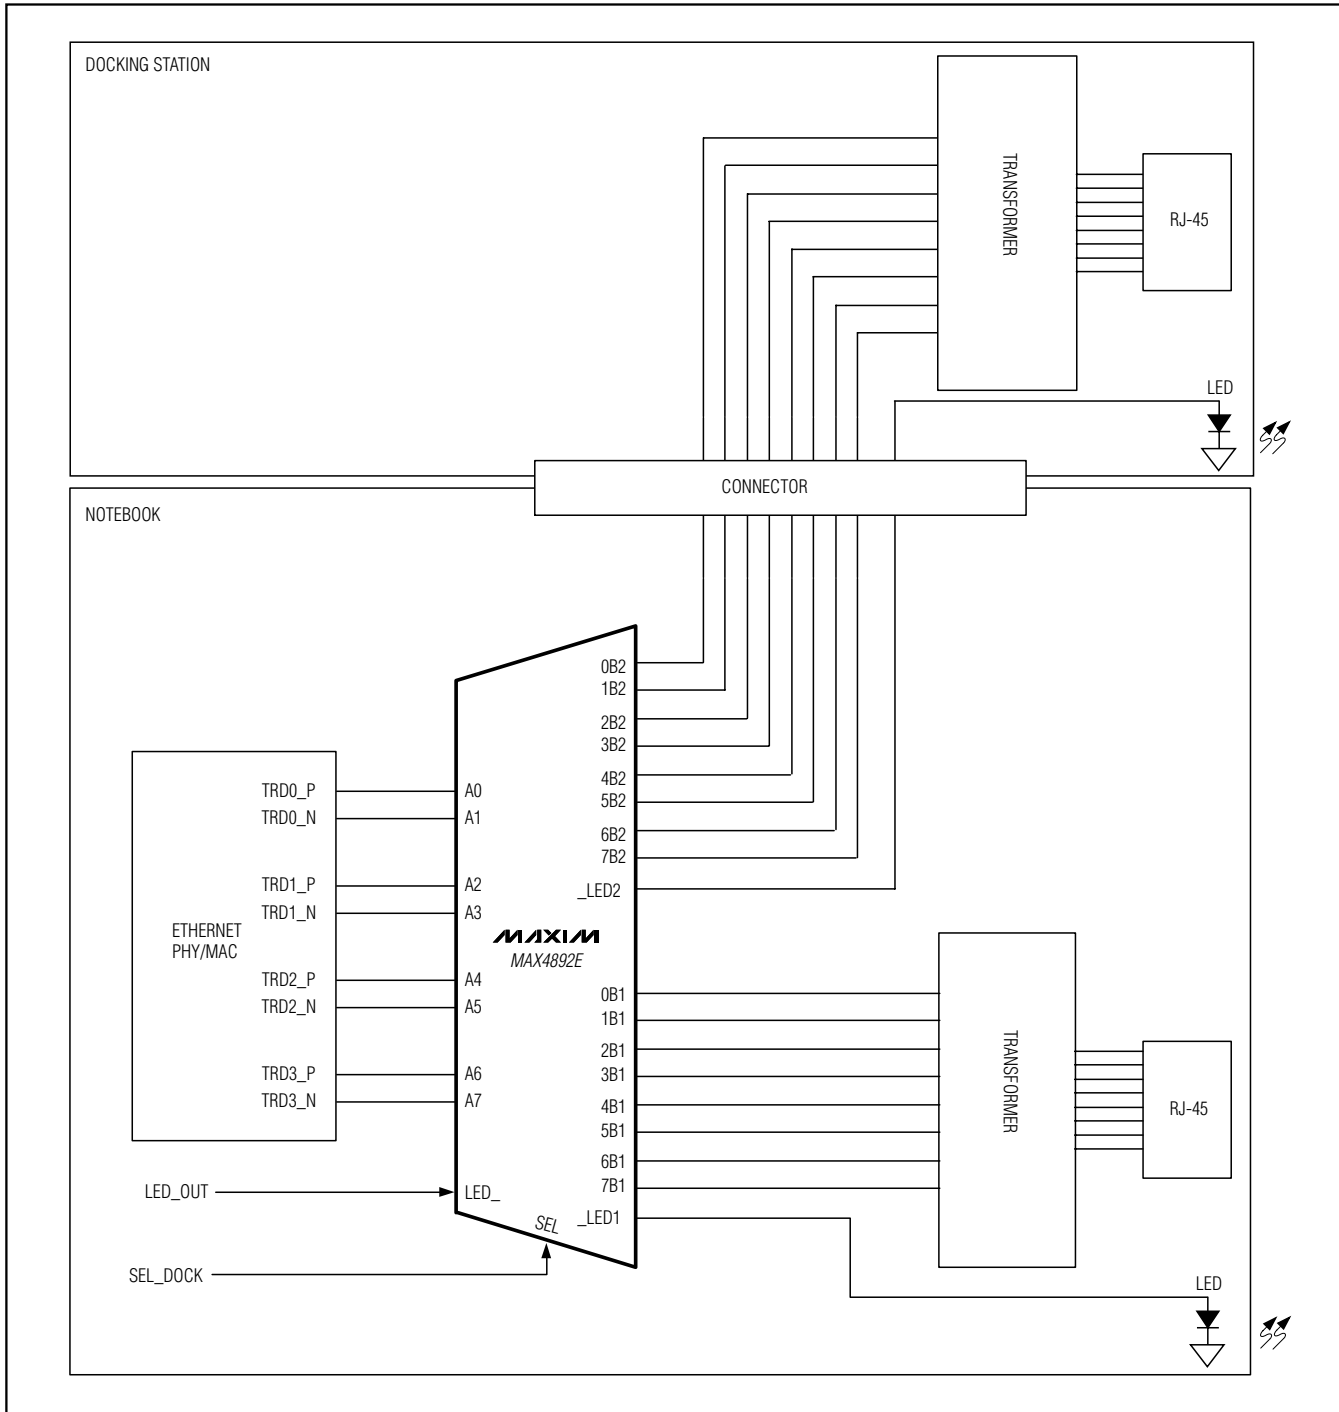 DOCKING STATION
TRANSFORMER
RJ-45
LED
CONNECTOR
NOTEBOOK
0B2
1B2
2B2
3B2
4B2
5B2
6B2
7B2
_LED2
ETHERNET
PHY/MAC
TRD0_P
TRD0_N
TRD1_P
TRD1_N
TRD2_P
TRD2_N
TRD3_P
TRD3_N
A0
A1
A2
A3
A4
A5
A6
A7
MAXIM
MAX4892E
0B1
1B1
2B1
3B1
4B1
5B1
6B1
7B1
_LED1
TRANSFORMER
RJ-45
LED_OUT
LED_
SEL
SEL_DOCK
LED